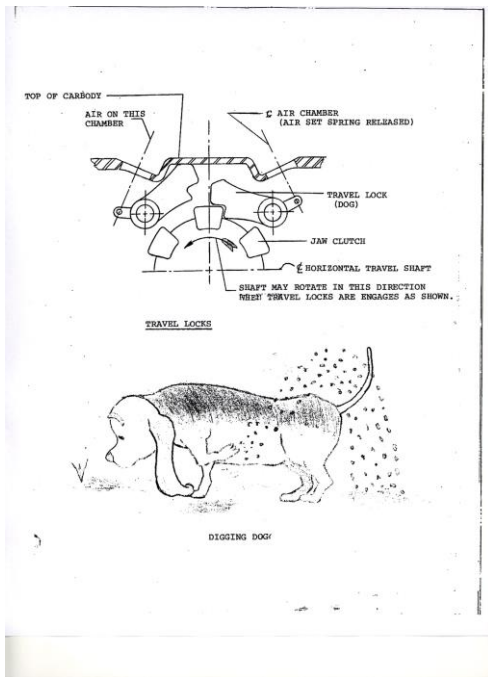 TOP OF CARBODY
AIR ON THIS
CHAMBER
℄ AIR CHAMBER
(AIR SET SPRING RELEASED)
TRAVEL LOCK
(DOG)
JAW CLUTCH
℄ HORIZONTAL TRAVEL SHAFT
SHAFT MAY ROTATE IN THIS DIRECTION
WHEN TRAVEL LOCKS ARE ENGAGES AS SHOWN.
TRAVEL LOCKS
DIGGING DOG